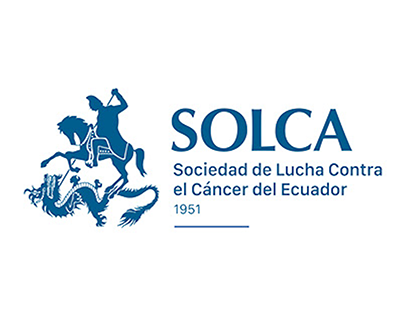 SOLCA
Sociedad de Lucha Contra
el Cáncer del Ecuador
1951